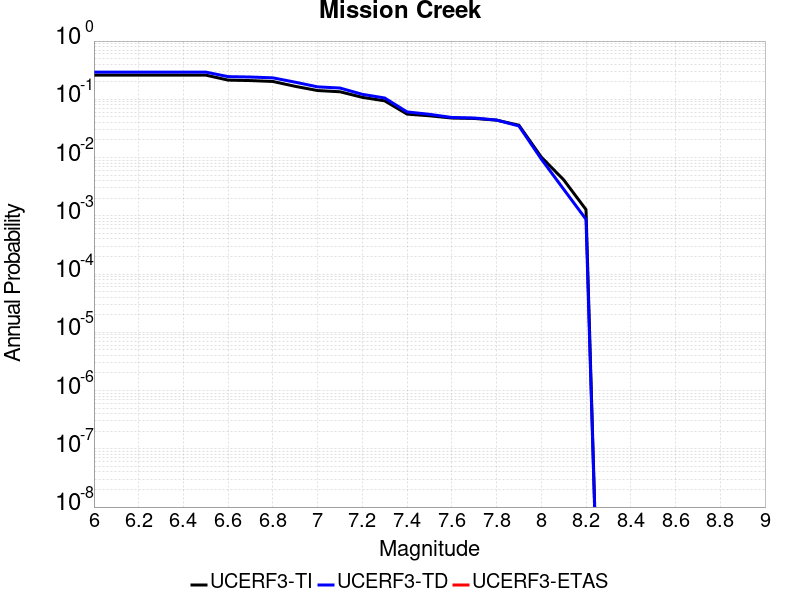 Mission Creek
10^0
10^-1
10^-2
10^-3
10^-4
10^-5
10^-6
10^-7
10^-8
Annual Probability
6 6.2 6.4 6.6 6.8 7 7.2 7.4 7.6 7.8 8 8.2 8.4 8.6 8.8 9
Magnitude
UCERF3-TI UCERF3-TD UCERF3-ETAS